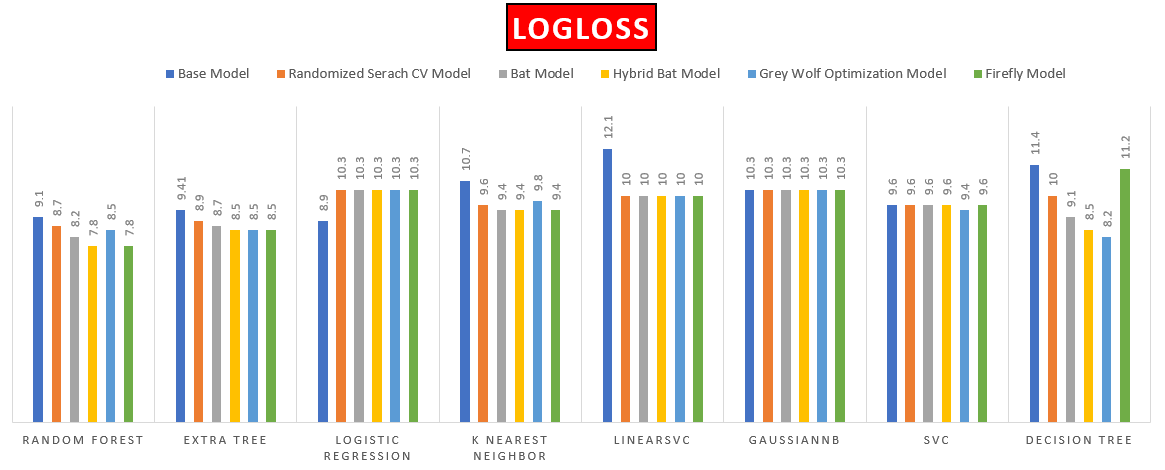 LOGLOSS
Base Model Randomized Serach CV Model Bat Model Hybrid Bat Model Grey Wolf Optimization Model Firefly Model
9.1 8.7 8.2 7.8 8.5 7.8
9.41 8.9 8.7 8.5 8.5 8.5
8.9 10.3 10.3 10.3 10.3 10.3
10.7 9.6 9.4 9.4 9.8 9.4
12.1 10 10 10 10 10
10.3 10.3 10.3 10.3 10.3 10.3
9.6 9.6 9.6 9.6 9.4 9.6
11.4 10 9.1 8.5 8.2 11.2
RANDOM FOREST
EXTRA TREE
LOGISTIC
REGRESSION
K NEAREST
NEIGHBOR
LINEARSVC
GAUSSIANNB
SVC
DECISION TREE